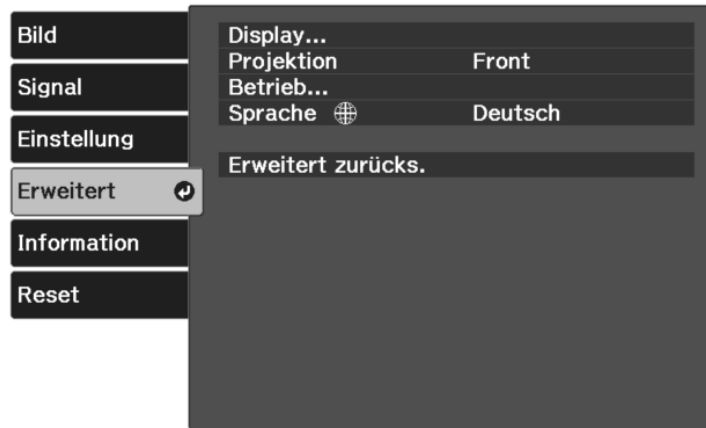 Bild
Signal
Einstellung
Erweitert
Information
Reset
Display...
Projektion Front
Betrieb...
Sprache Deutsch
Erweitert zurücks.